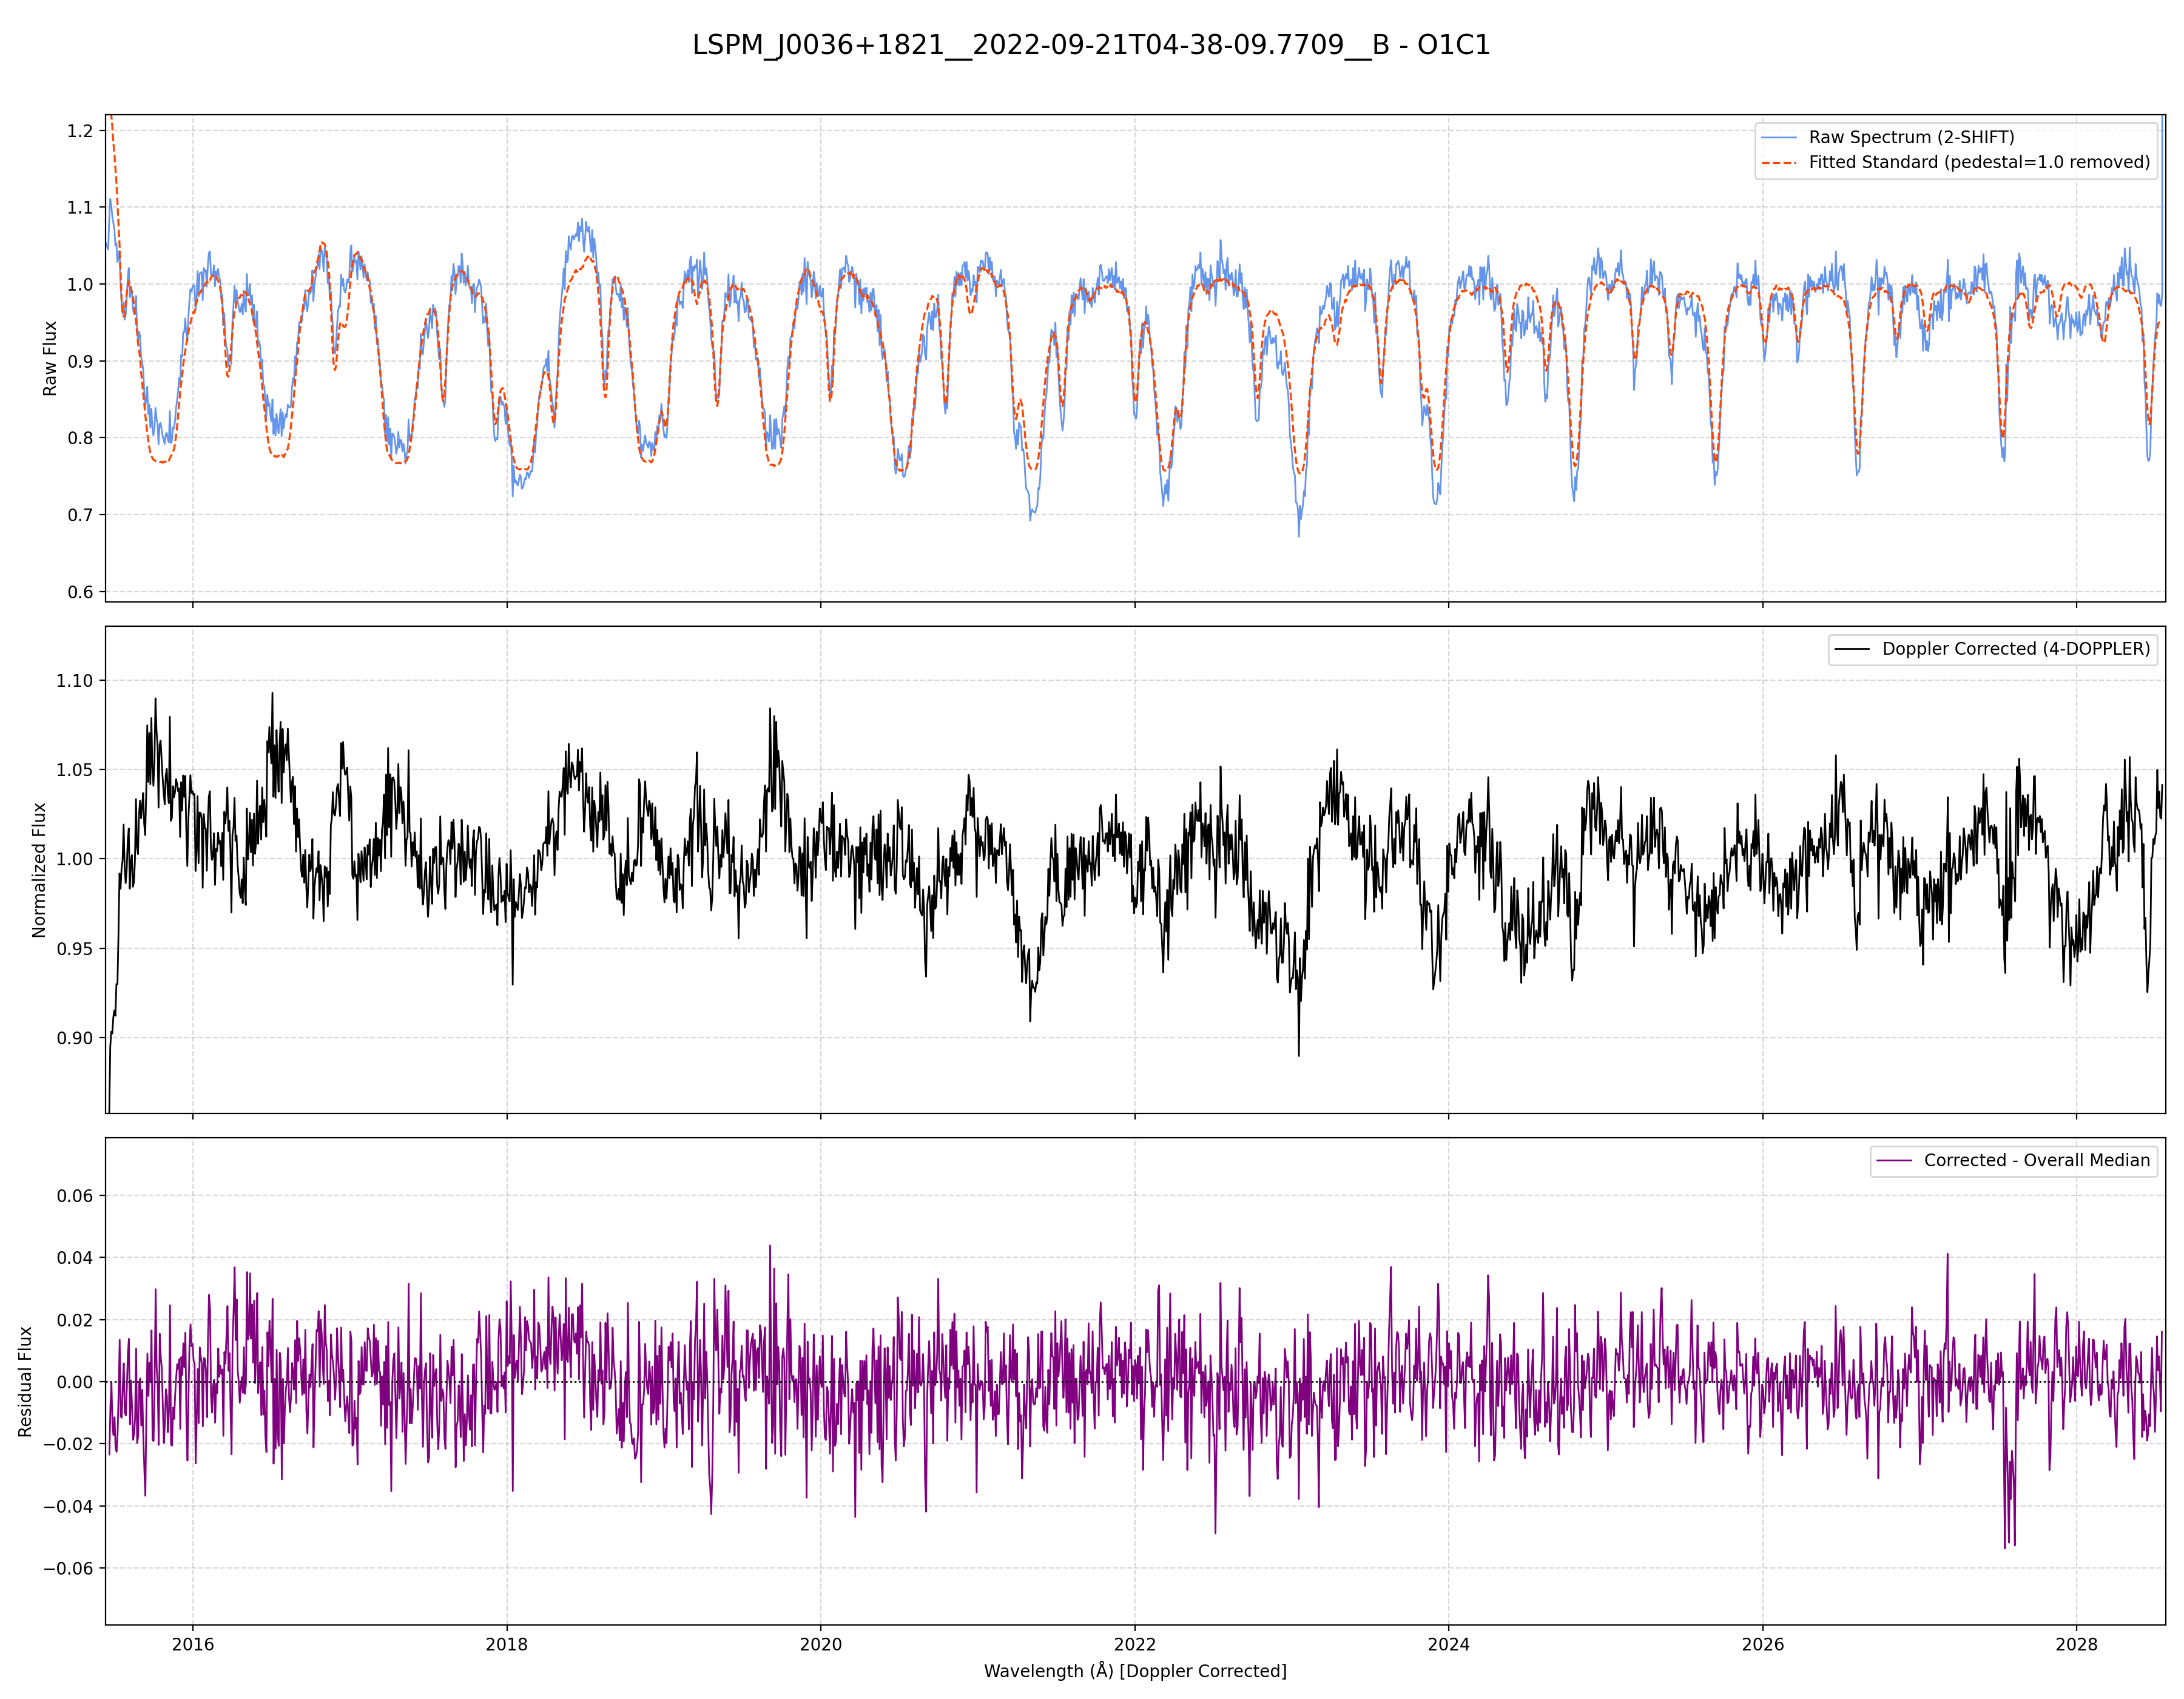 LSPM_J0036+1821__2022-09-21T04-38-09.7709__B - O1C1
Raw Flux
1.2
1.1
1.0
0.9
0.8
0.7
0.6
Raw Spectrum (2-SHIFT)
Fitted Standard (pedestal=1.0 removed)
Normalized Flux
1.10
1.05
1.00
0.95
0.90
Doppler Corrected (4-DOPPLER)
Residual Flux
0.06
0.04
0.02
0.00
−0.02
−0.04
−0.06
Corrected - Overall Median
2016 2018 2020 2022 2024 2026 2028
Wavelength (Å) [Doppler Corrected]